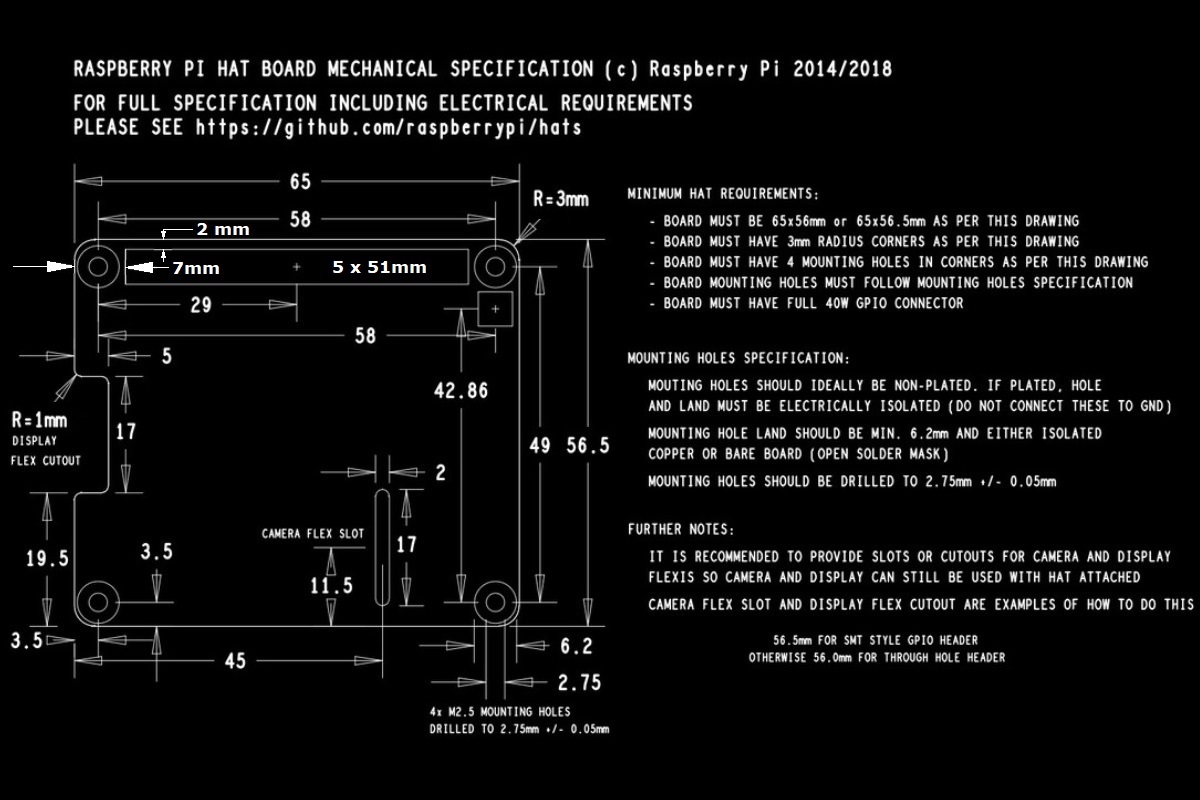 RASPBERRY PI HAT BOARD MECHANICAL SPECIFICATION (c) Raspberry Pi 2014/2018
FOR FULL SPECIFICATION INCLUDING ELECTRICAL REQUIREMENTS
PLEASE SEE https://github.com/raspberrypi/hats
65
R=3mm
58
2 mm
7mm
5 x 51mm
29
58
5
42.86
R=1mm
DISPLAY
FLEX CUTOUT
17
49
56.5
2
CAMERA FLEX SLOT
17
19.5
3.5
11.5
3.5
45
6.2
2.75
4x M2.5 MOUNTING HOLES
DRILLED TO 2.75mm +/- 0.05mm
MINIMUM HAT REQUIREMENTS:
- BOARD MUST BE 65x56mm or 65x56.5mm AS PER THIS DRAWING
- BOARD MUST HAVE 3mm RADIUS CORNERS AS PER THIS DRAWING
- BOARD MUST HAVE 4 MOUNTING HOLES IN CORNERS AS PER THIS DRAWING
- BOARD MOUNTING HOLES MUST FOLLOW MOUNTING HOLES SPECIFICATION
- BOARD MUST HAVE FULL 40W GPIO CONNECTOR
MOUNTING HOLES SPECIFICATION:
MOUTING HOLES SHOULD IDEALLY BE NON-PLATED. IF PLATED, HOLE
AND LAND MUST BE ELECTRICALLY ISOLATED (DO NOT CONNECT THESE TO GND)
MOUNTING HOLE LAND SHOULD BE MIN. 6.2mm AND EITHER ISOLATED
COPPER OR BARE BOARD (OPEN SOLDER MASK)
MOUNTING HOLES SHOULD BE DRILLED TO 2.75mm +/- 0.05mm
FURTHER NOTES:
IT IS RECOMMENDED TO PROVIDE SLOTS OR CUTOUTS FOR CAMERA AND DISPLAY
FLEXIS SO CAMERA AND DISPLAY CAN STILL BE USED WITH HAT ATTACHED
CAMERA FLEX SLOT AND DISPLAY FLEX CUTOUT ARE EXAMPLES OF HOW TO DO THIS
56.5mm FOR SMT STYLE GPIO HEADER
OTHERWISE 56.0mm FOR THROUGH HOLE HEADER